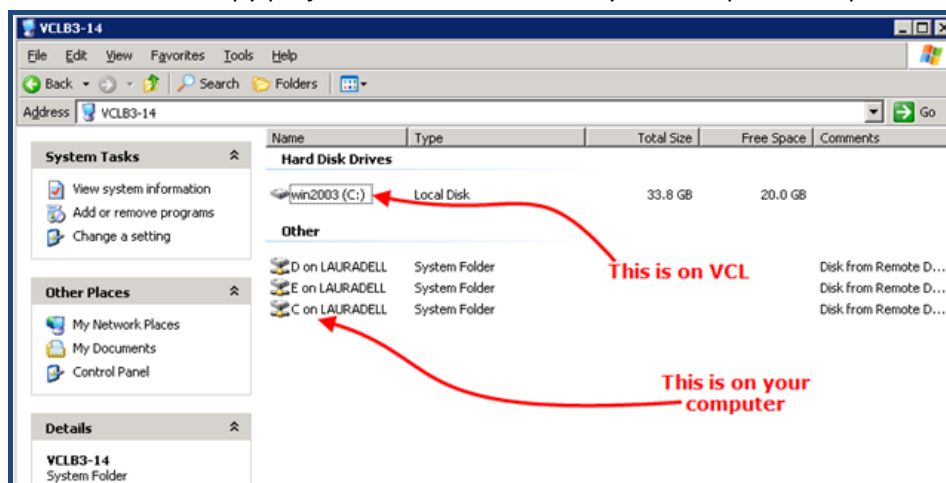 VCLB3-14
File Edit View Favorites Tools Help
Back Search Folders
Address VCLB3-14 Go
Name Type Total Size Free Space Comments
System Tasks
Hard Disk Drives
View system information
win2003 (C:) Local Disk 33.8 GB 20.0 GB
Add or remove programs
Change a setting
Other
D on LAURADELL System Folder Disk from Remote D...
This is on VCL
E on LAURADELL System Folder Disk from Remote D...
Other Places
C on LAURADELL System Folder Disk from Remote D...
My Network Places
My Documents
Control Panel
This is on your
computer
Details
VCLB3-14
System Folder